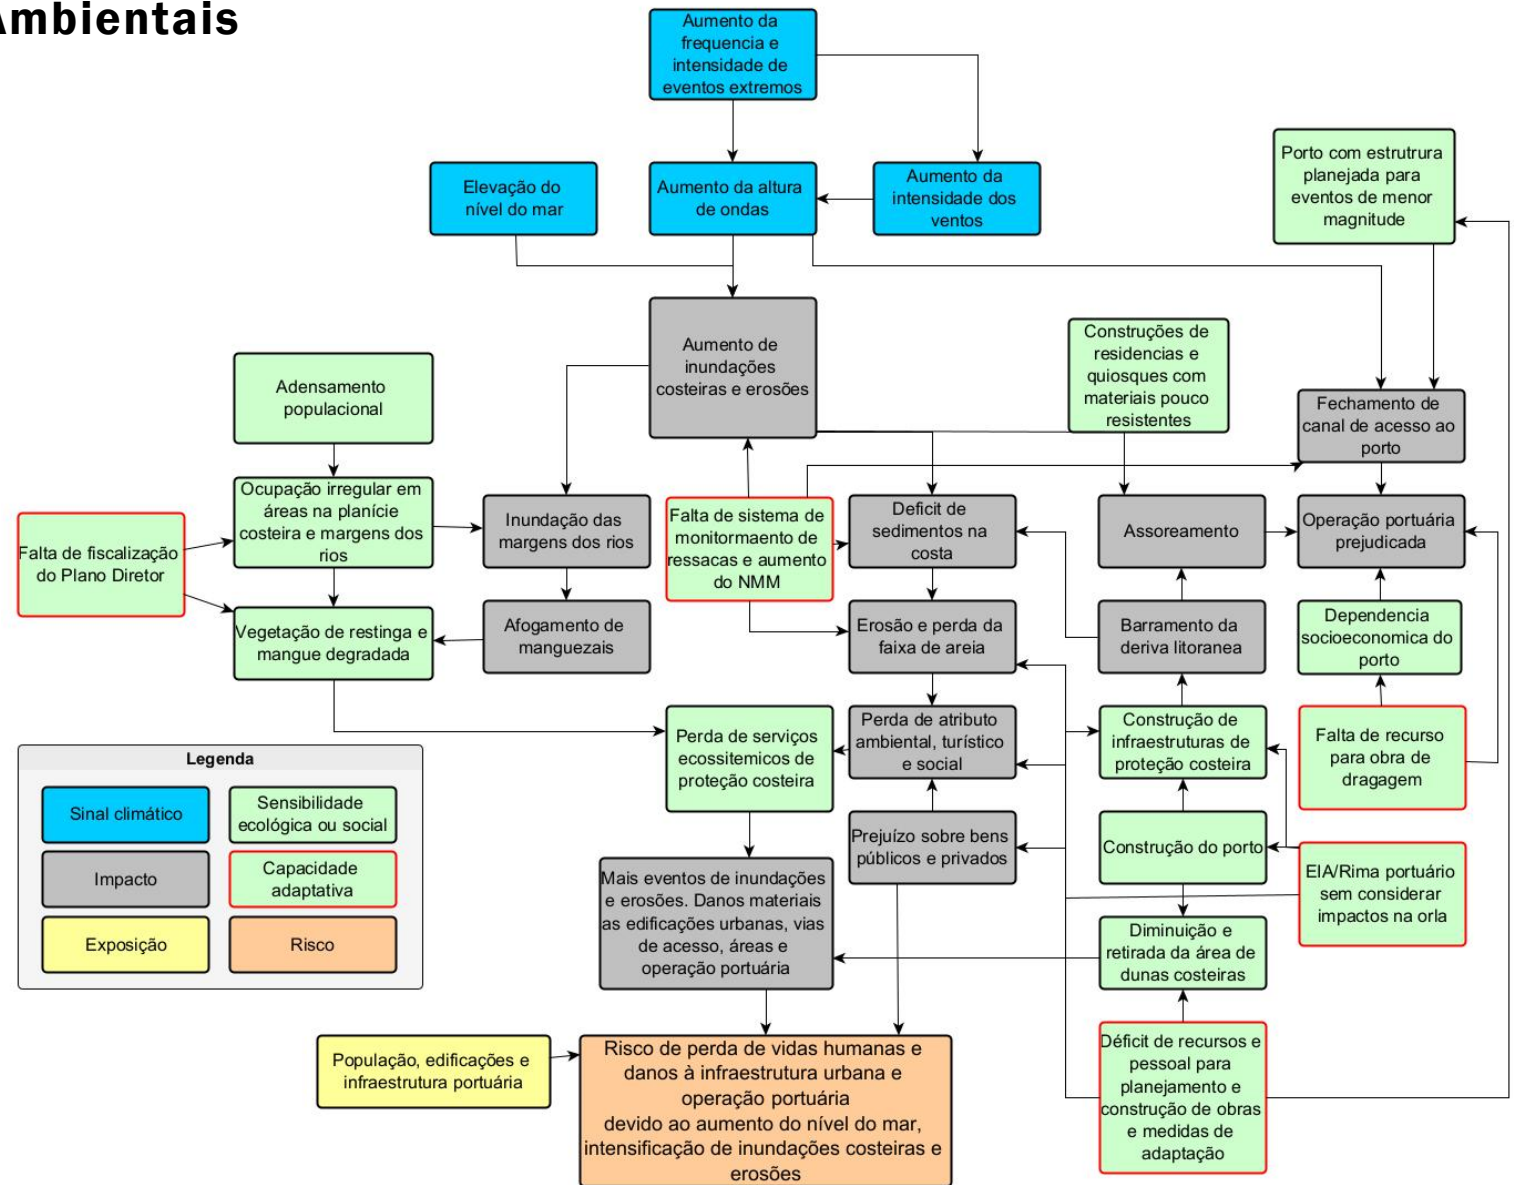 Ambientais
Aumento da
frequencia e
intensidade de
eventos extremos
Elevação do
nível do mar
Aumento da altura
de ondas
Aumento da
intensidade dos
ventos
Porto com estrutrura
planejada para
eventos de menor
magnitude
Aumento de
inundações
costeiras e erosões
Construções de
residencias e
quiosques com
materiais pouco
resistentes
Adensamento
populacional
Fechamento de
canal de acesso ao
porto
Ocupação irregular em
áreas na planície
costeira e margens dos
rios
Inundação das
margens dos rios
Falta de sistema de
monitormaento de
ressacas e aumento
do NMM
Deficit de
sedimentos na
costa
Assoreamento
Operação portuária
prejudicada
Falta de fiscalização
do Plano Diretor
Vegetação de restinga e
mangue degradada
Afogamento de
manguezais
Erosão e perda da
faixa de areia
Barramento da
deriva litoranea
Dependencia
socioeconomica do
porto
Perda de serviços
ecossitemicos de
proteção costeira
Perda de atributo
ambiental, turístico
e social
Construção de
infraestruturas de
proteção costeira
Falta de recurso
para obra de
dragagem
Legenda
Sinal climático
Sensibilidade
ecológica ou social
Impacto
Capacidade
adaptativa
Exposição
Risco
Prejuízo sobre bens
públicos e privados
Construção do porto
EIA/Rima portuário
sem considerar
impactos na orla
Mais eventos de inundações
e erosões. Danos materiais
as edificações urbanas, vias
de acesso, áreas e
operação portuária
Diminuição e
retirada da área de
dunas costeiras
População, edificações e
infraestrutura portuária
Risco de perda de vidas humanas e
danos à infraestrutura urbana e
operação portuária
devido ao aumento do nível do mar,
intensificação de inundações costeiras e
erosões
Déficit de recursos e
pessoal para
planejamento e
construção de obras
e medidas de
adaptação